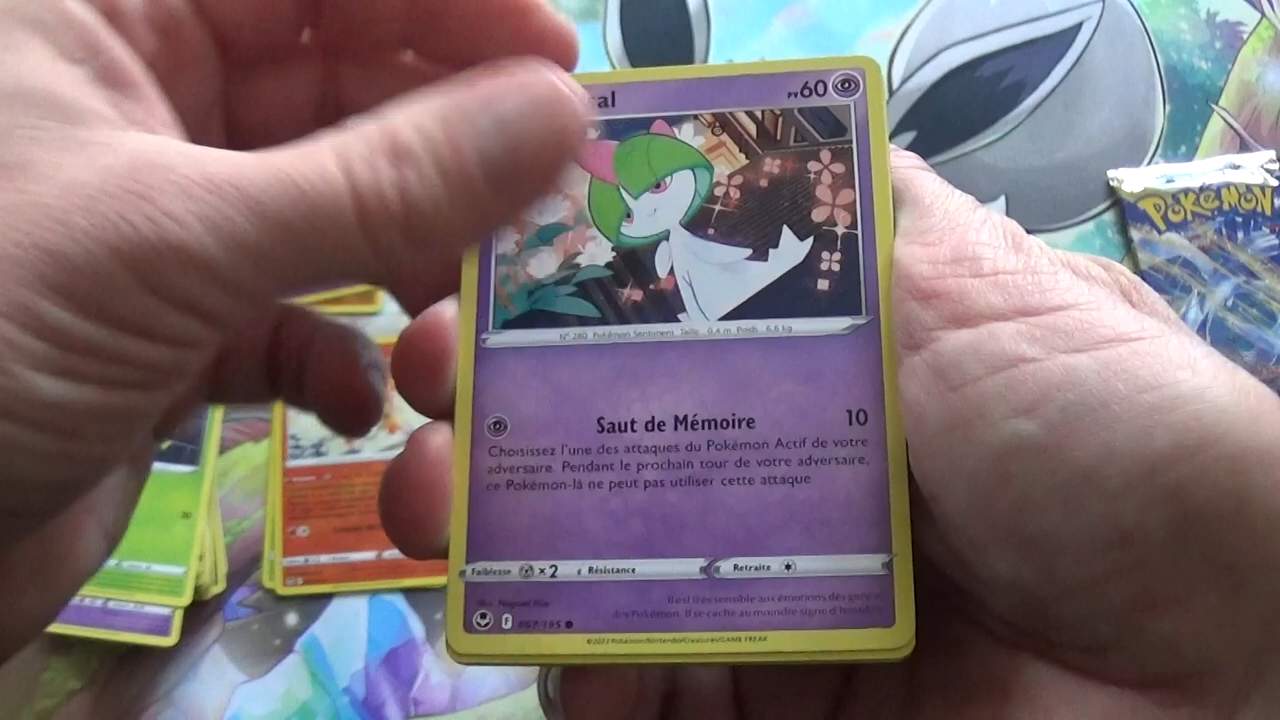 PV60
N° 280 Pokémon Sentiment Taille 0,4 m Poids 6,6 kg
Saut de Mémoire 10
Choisissez l'une des attaques du Pokémon Actif de votre
adversaire. Pendant le prochain tour de votre adversaire,
ce Pokémon-là ne peut pas utiliser cette attaque
Faiblesse ×2 Résistance Retraite
Il est très sensible aux émotions des gens et
des Pokémon. Il se cache au moindre signe d'hostilité
F 067/195
©2022 Pokémon/Nintendo/Creatures/GAME FREAK
POKéMON
30